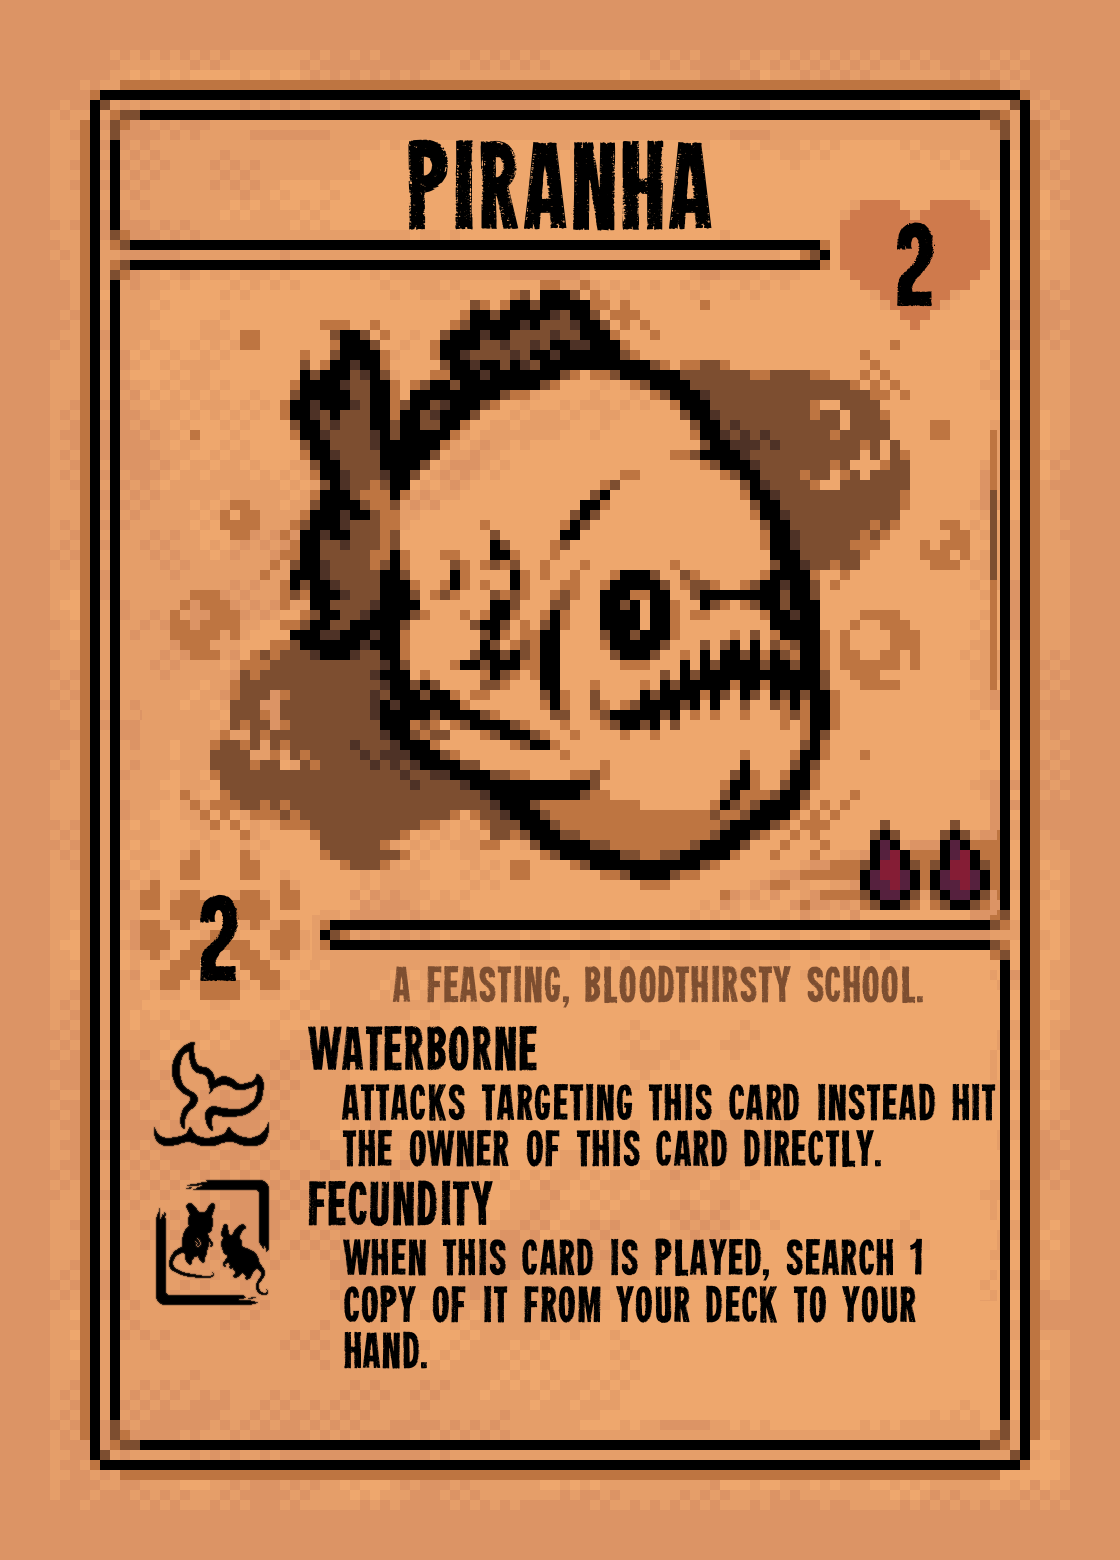 PIRANHA
2
2
A FEASTING, BLOODTHIRSTY SCHOOL.
WATERBORNE
ATTACKS TARGETING THIS CARD INSTEAD HIT
THE OWNER OF THIS CARD DIRECTLY.
FECUNDITY
WHEN THIS CARD IS PLAYED, SEARCH 1
COPY OF IT FROM YOUR DECK TO YOUR
HAND.